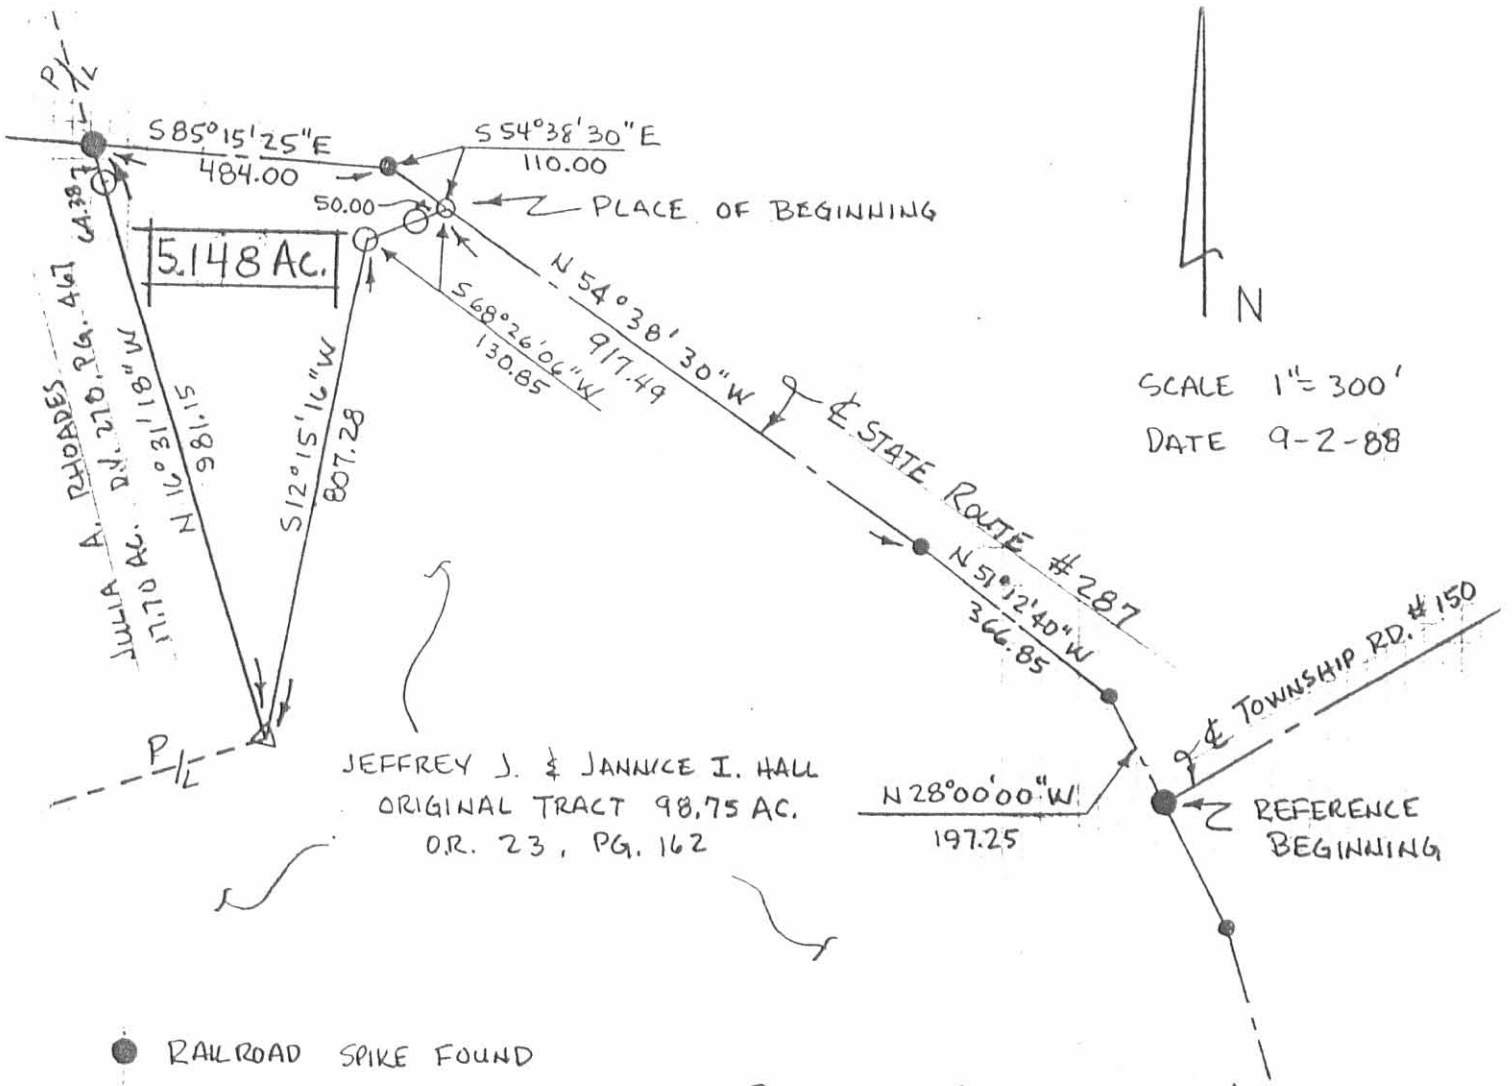 P/L
S 85°15'25" E
484.00
S 54°38'30" E
110.00
50.00
PLACE OF BEGINNING
N
SCALE 1" = 300'
DATE 9-2-88
64.38
5.148 AC.
S 68°26'06" W
130.85
N 54°38'30" W
917.49
℄ STATE ROUTE #287
JULIA A. RHOADES
17.70 AC. D.V. 270, PG. 467
N 16°31'18" W
981.15
S 12°15'16" W
807.28
N 51°12'40" W
366.85
℄ TOWNSHIP RD. #150
P/L
JEFFREY J. & JANNICE I. HALL
ORIGINAL TRACT 98.75 AC.
O.R. 23, PG. 162
N 28°00'00" W
197.25
REFERENCE
BEGINNING
RAILROAD SPIKE FOUND